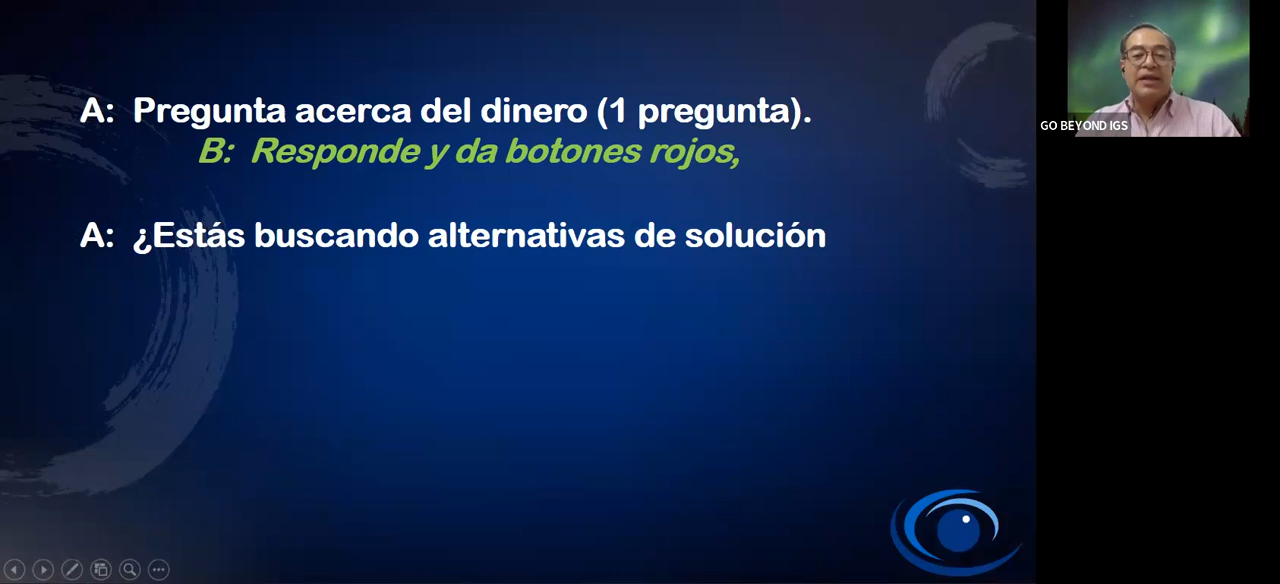 A: Pregunta acerca del dinero (1 pregunta).
B: Responde y da botones rojos,
A: ¿Estás buscando alternativas de solución
GO BEYOND IGS